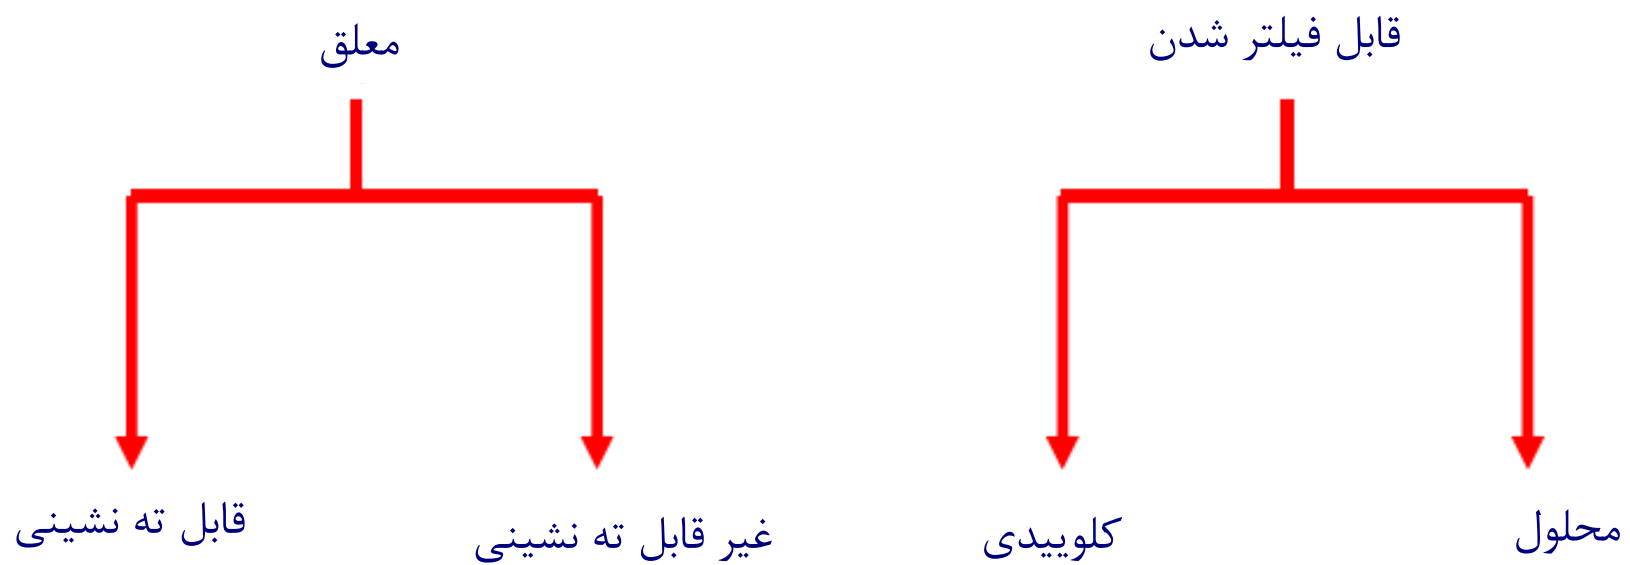 قابل فیلتر شدن
معلق
محلول
کلوییدی
غیر قابل ته نشینی
قابل ته نشینی